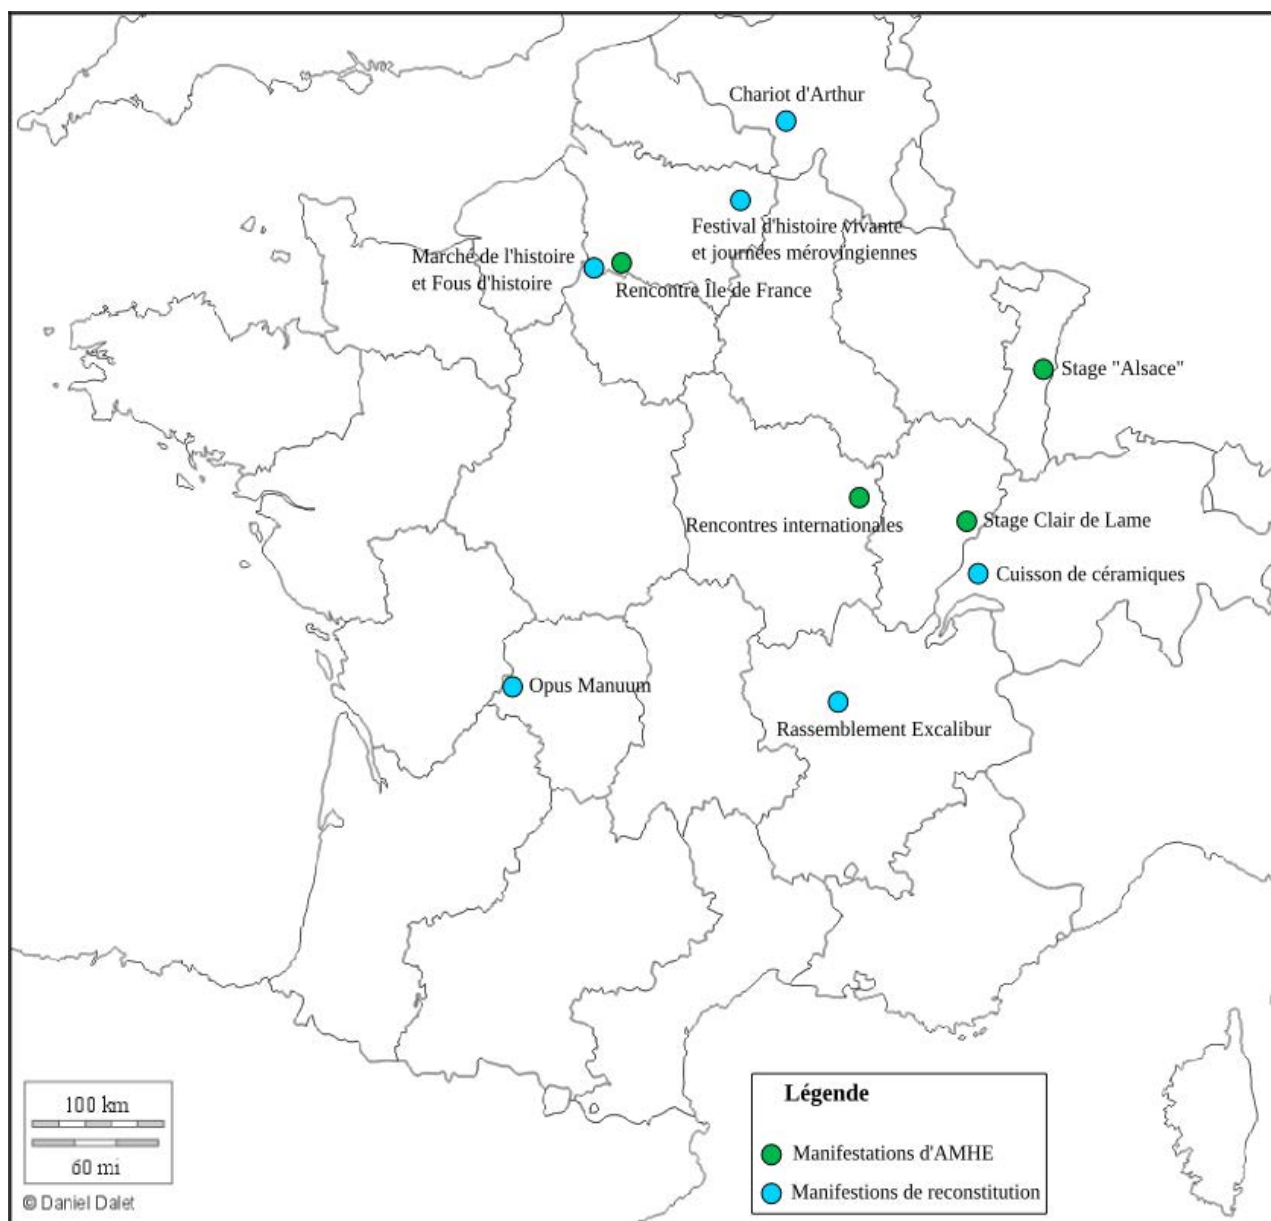 Chariot d'Arthur
Festival d'histoire vivante
et journées mérovingiennes
Marché de l'histoire
et Fous d'histoire
Rencontre Île de France
Stage "Alsace"
Rencontres internationales
Stage Clair de Lame
Cuisson de céramiques
Opus Manuum
Rassemblement Excalibur
100 km
60 mi
© Daniel Dalet
Légende
Manifestations d'AMHE
Manifestions de reconstitution